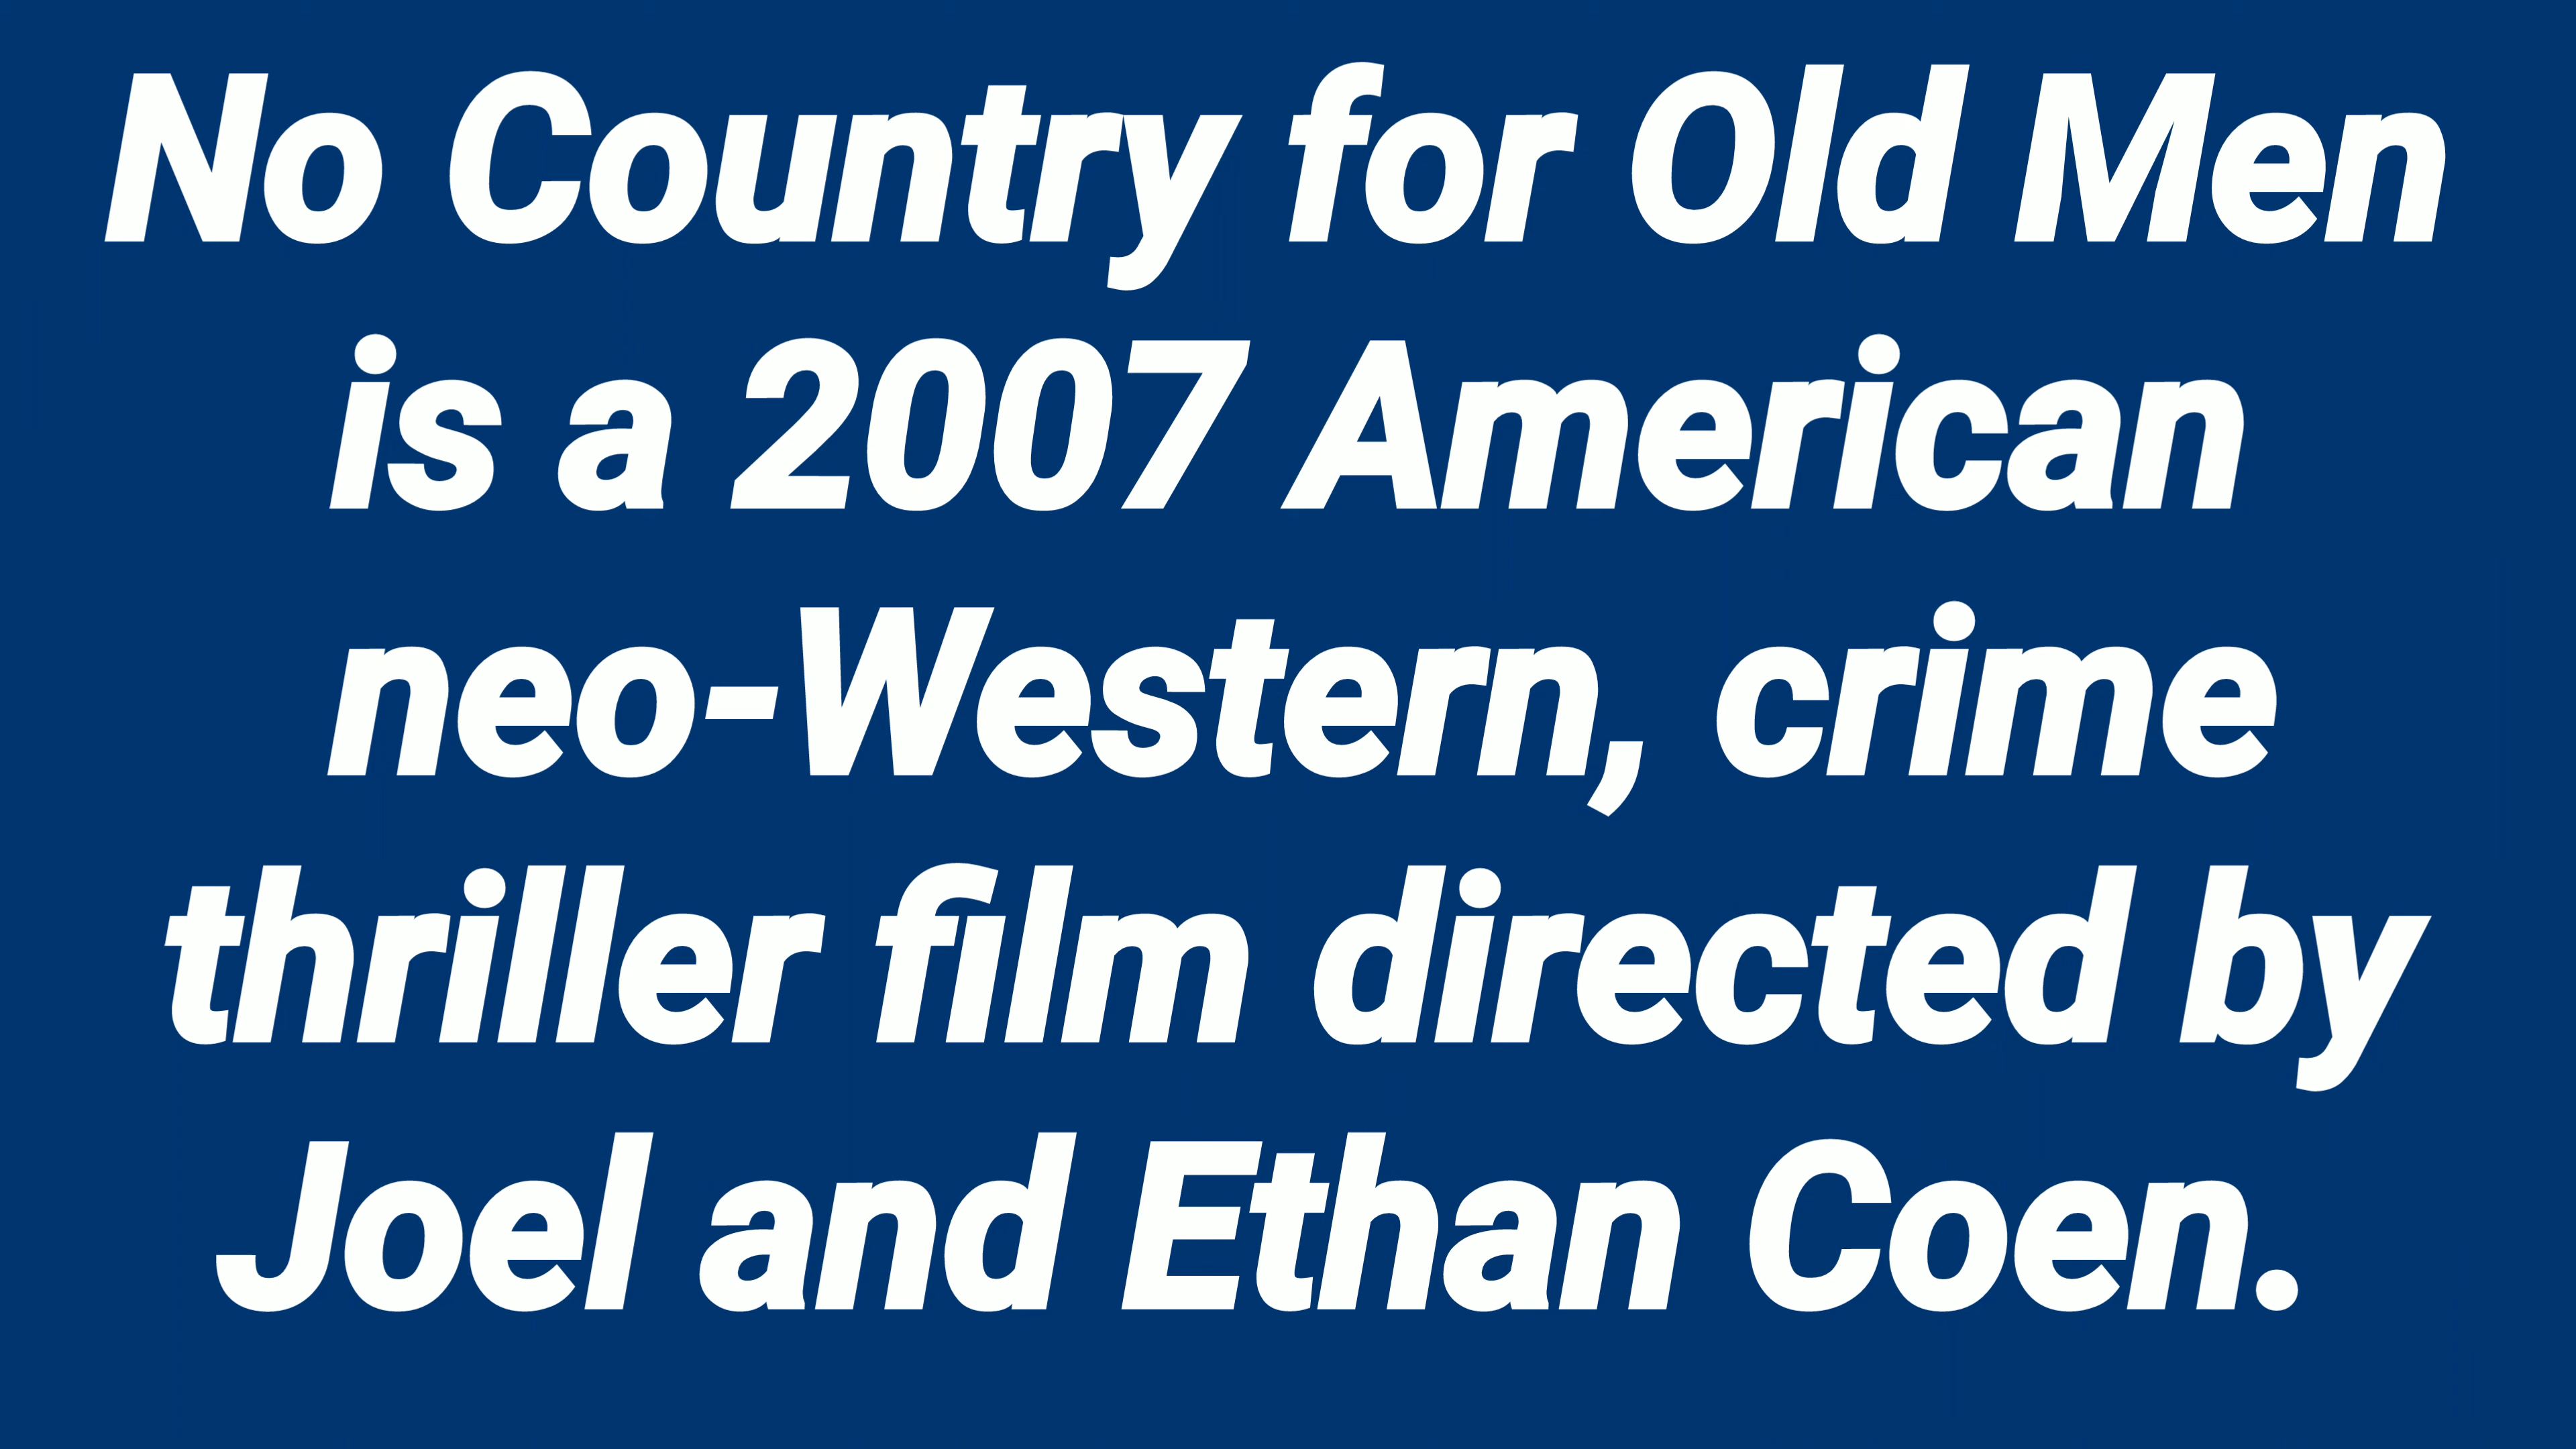 No Country for Old Men
is a 2007 American
neo-Western, crime
thriller film directed by
Joel and Ethan Coen.